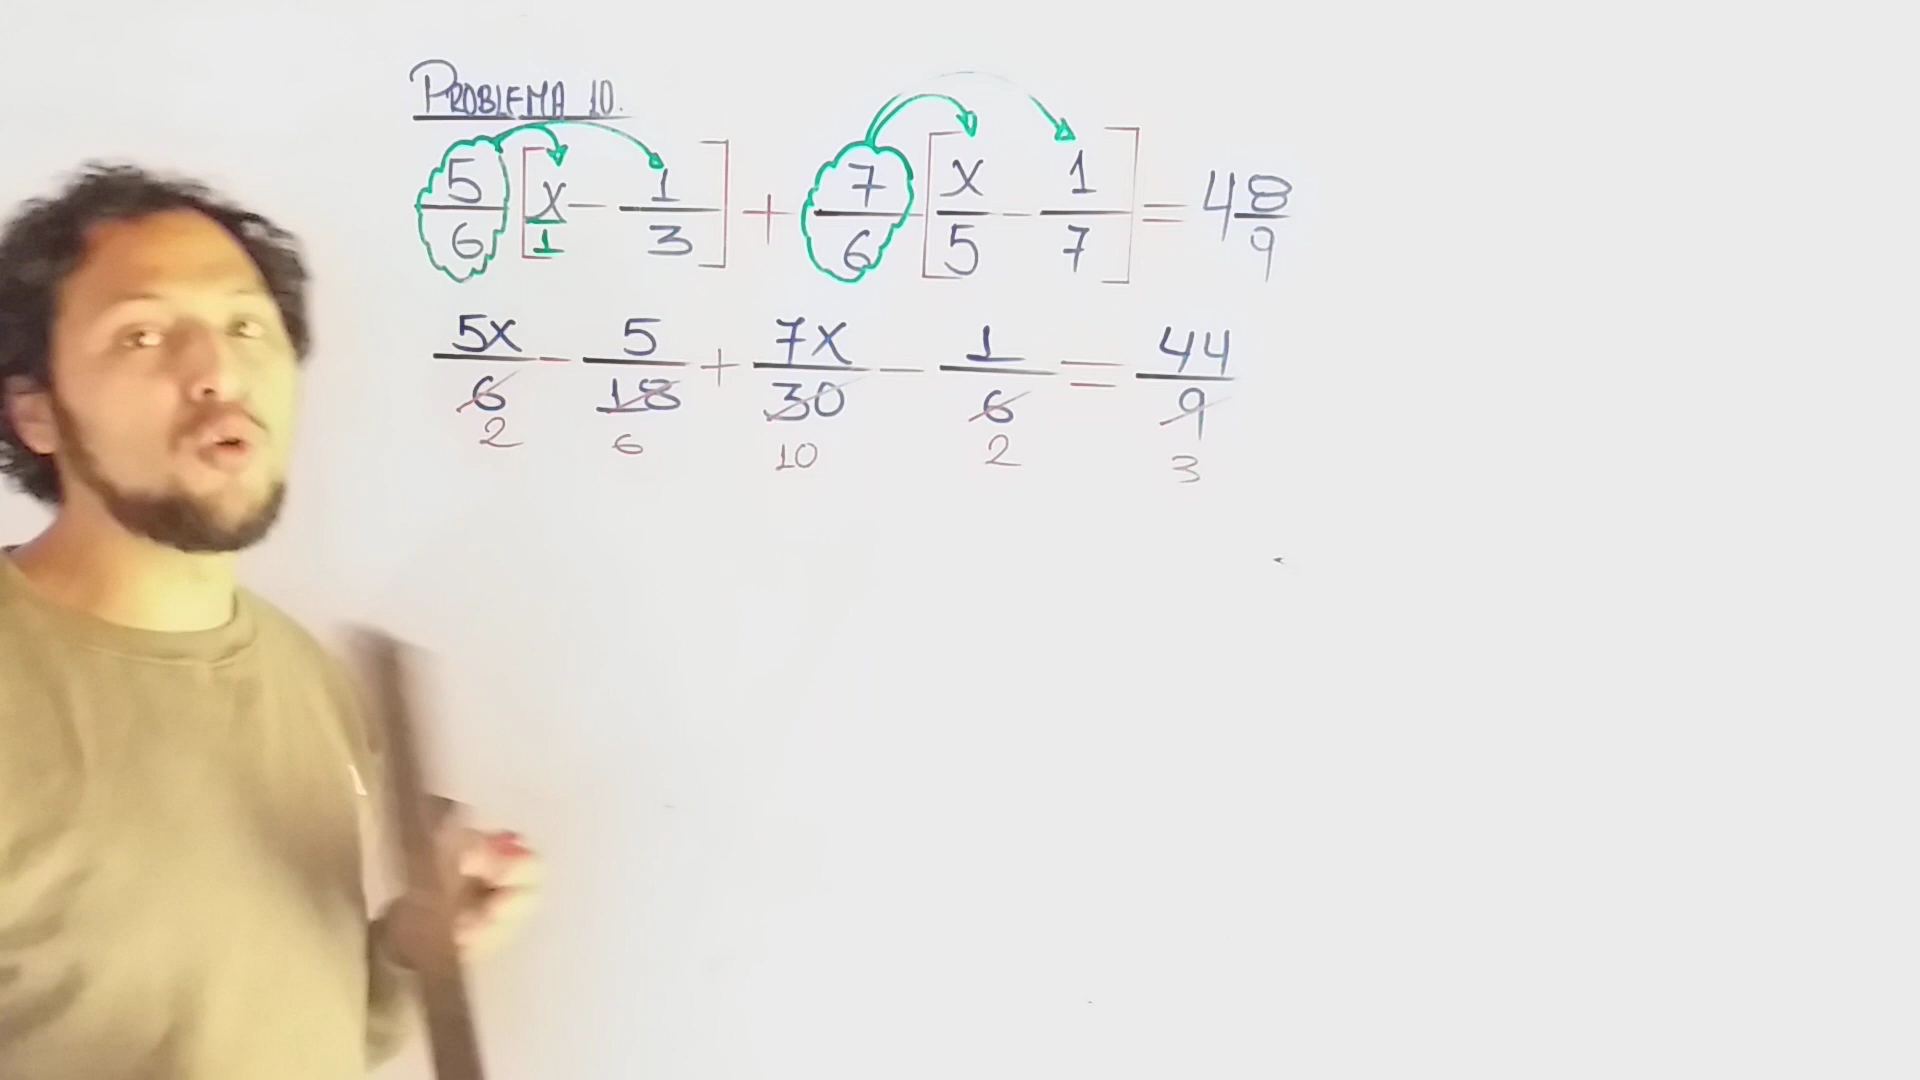 PROBLEMA 10.
5/6 [x/1 - 1/3] + 7/6 [x/5 - 1/7] = 4 8/9
5x/6 - 5/18 + 7x/30 - 1/6 = 44/9
2 6 10 2 3